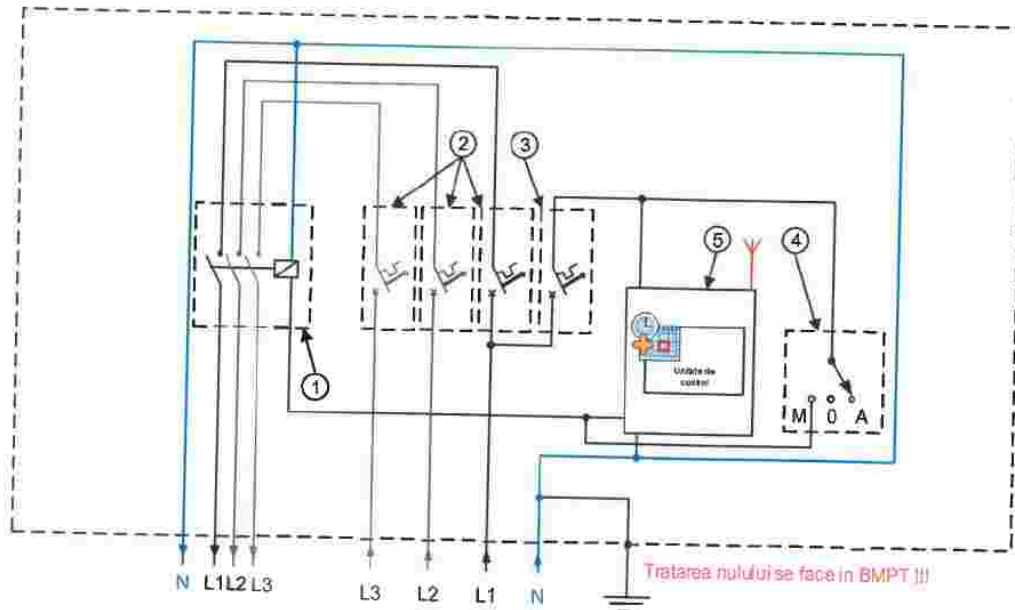 2
3
5
4
Unitate de
control
1
M 0 A
N L1 L2 L3 L3 L2 L1 N
Tratarea nulului se face in BMPT !!!